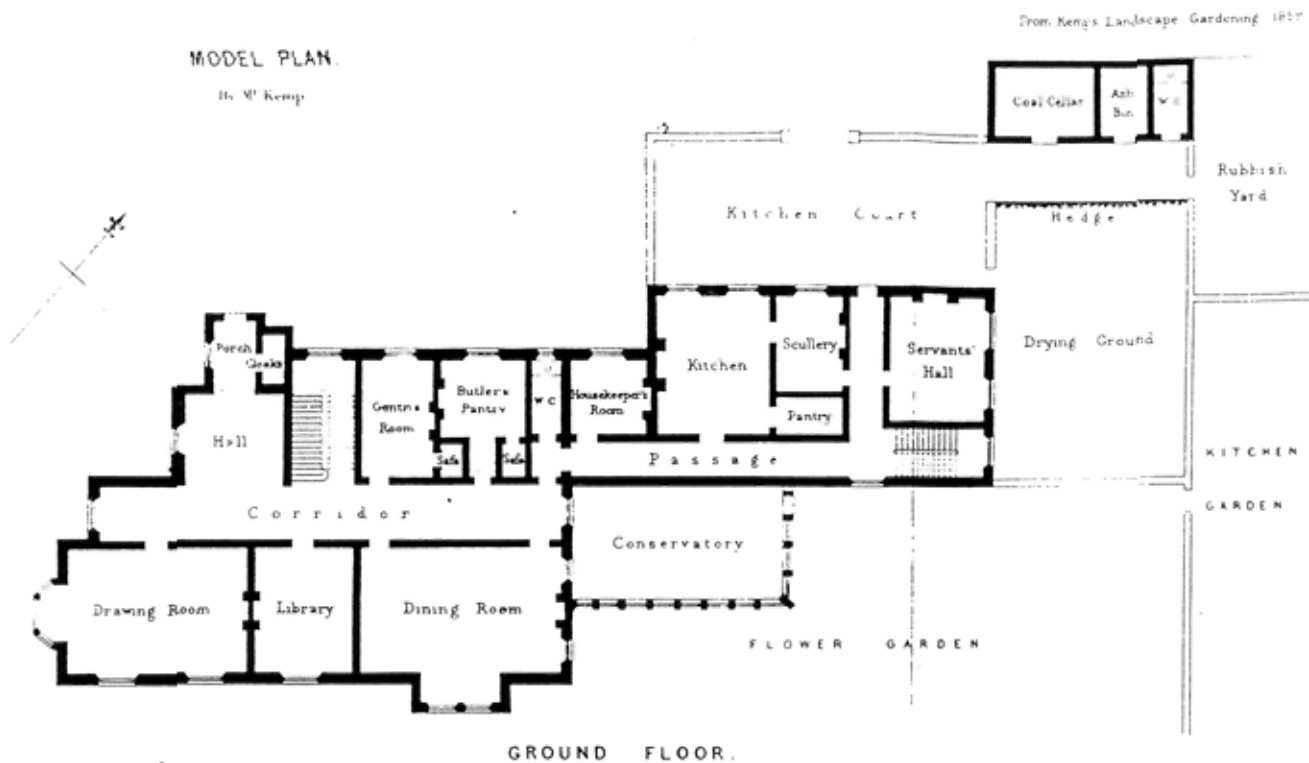 From Kemp's Landscape Gardening 185
MODEL PLAN.
By Mr Kemp
Coal Cellar
Ash
Bin
W C
Rubbish
Yard
Kitchen Court
Hedge
Porch
Cloaks
Scullery
Servants'
Hall
Drying Ground
Kitchen
Butlers
Pantry
W C
Housekeeper's
Room
Gentn's
Room
Pantry
Hall
Safe
Safe
Passage
KITCHEN
GARDEN
Corridor
Conservatory
Drawing Room
Library
Dining Room
FLOWER GARDEN
GROUND FLOOR.